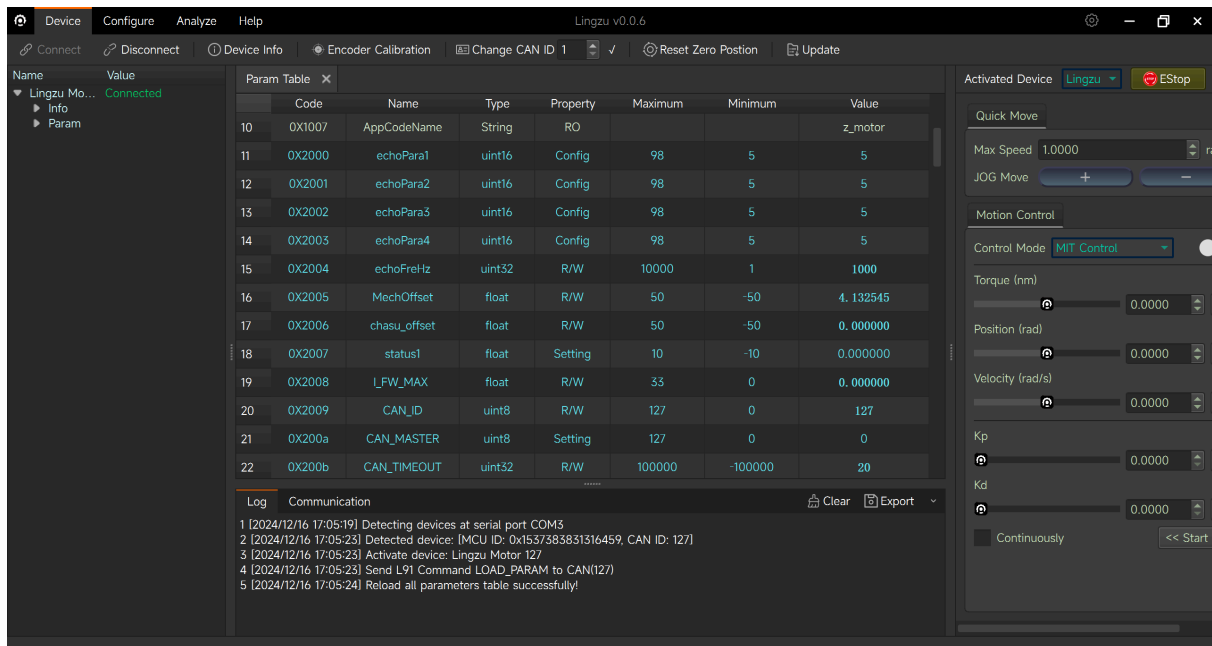 Device Configure Analyze Help Lingzu v0.0.6
Connect Disconnect Device Info Encoder Calibration Change CAN ID 1 √ Reset Zero Postion Update
Name Value
Lingzu Mo... Connected
Info
Param
Param Table
Code Name Type Property Maximum Minimum Value
10 0X1007 AppCodeName String RO z_motor
11 0X2000 echoPara1 uint16 Config 98 5 5
12 0X2001 echoPara2 uint16 Config 98 5 5
13 0X2002 echoPara3 uint16 Config 98 5 5
14 0X2003 echoPara4 uint16 Config 98 5 5
15 0X2004 echoFreHz uint32 R/W 10000 1 1000
16 0X2005 MechOffset float R/W 50 -50 4.132545
17 0X2006 chasu_offset float R/W 50 -50 0.000000
18 0X2007 status1 float Setting 10 -10 0.000000
19 0X2008 I_FW_MAX float R/W 33 0 0.000000
20 0X2009 CAN_ID uint8 R/W 127 0 127
21 0X200a CAN_MASTER uint8 Setting 127 0 0
22 0X200b CAN_TIMEOUT uint32 R/W 100000 -100000 20
Log Communication Clear Export
1 [2024/12/16 17:05:19] Detecting devices at serial port COM3
2 [2024/12/16 17:05:23] Detected device: [MCU ID: 0x1537383831316459, CAN ID: 127]
3 [2024/12/16 17:05:23] Activate device: Lingzu Motor 127
4 [2024/12/16 17:05:23] Send L91 Command LOAD_PARAM to CAN(127)
5 [2024/12/16 17:05:24] Reload all parameters table successfully!
Activated Device Lingzu STOP EStop
Quick Move
Max Speed 1.0000
JOG Move + −
Motion Control
Control Mode MIT Control
Torque (nm)
0.0000
Position (rad)
0.0000
Velocity (rad/s)
0.0000
Kp
0.0000
Kd
0.0000
Continuously << Start